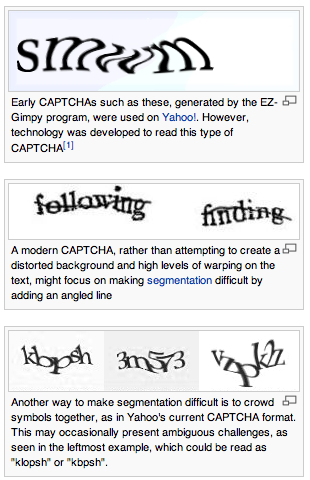 smwm
Early CAPTCHAs such as these, generated by the EZ-
Gimpy program, were used on Yahoo!. However,
technology was developed to read this type of
CAPTCHA[1]
following finding
A modern CAPTCHA, rather than attempting to create a
distorted background and high levels of warping on the
text, might focus on making segmentation difficult by
adding an angled line
kbpsh 3m573
Another way to make segmentation difficult is to crowd
symbols together, as in Yahoo's current CAPTCHA format.
This may occasionally present ambiguous challenges, as
seen in the leftmost example, which could be read as
"klopsh" or "kbpsh".